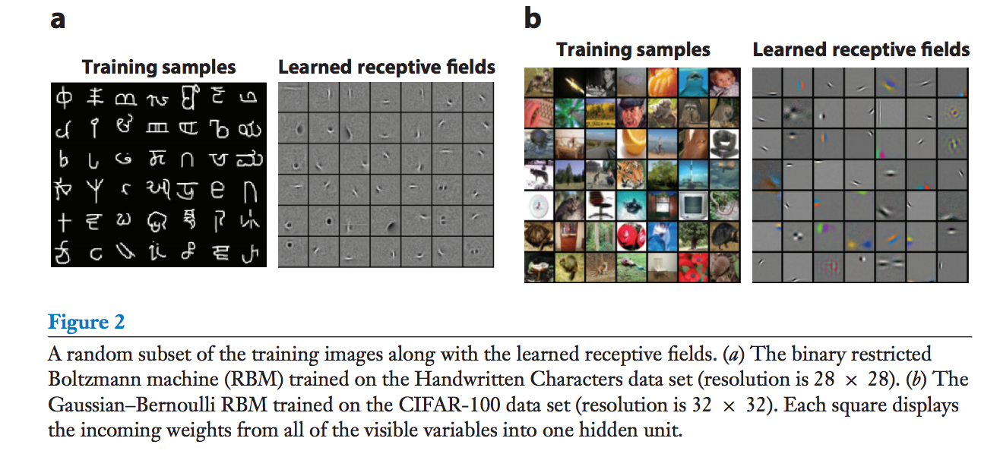 a
b
Training samples
Learned receptive fields
Training samples
Learned receptive fields
Figure 2
A random subset of the training images along with the learned receptive fields. (a) The binary restricted
Boltzmann machine (RBM) trained on the Handwritten Characters data set (resolution is 28 × 28). (b) The
Gaussian–Bernoulli RBM trained on the CIFAR-100 data set (resolution is 32 × 32). Each square displays
the incoming weights from all of the visible variables into one hidden unit.